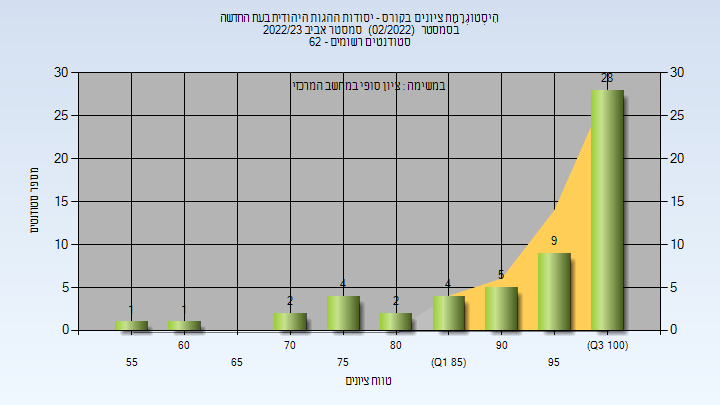 הִיסְטוֹגְרַמַּת ציונים בקורס - יסודות ההגות היהודית בעת החדשה
בסמסטר (02/2022) סמסטר אביב 2022/23
סטודנטים רשומים - 62
במשימה : ציון סופי במחשב המרכזי
30 30
25 25
20 20
15 15
10 10
5 5
0 0
1 1 2 4 2 4 5 9 28
55 60 65 70 75 80 (Q1 85) 90 95 (Q3 100)
מספר סטודנטים
טווח ציונים